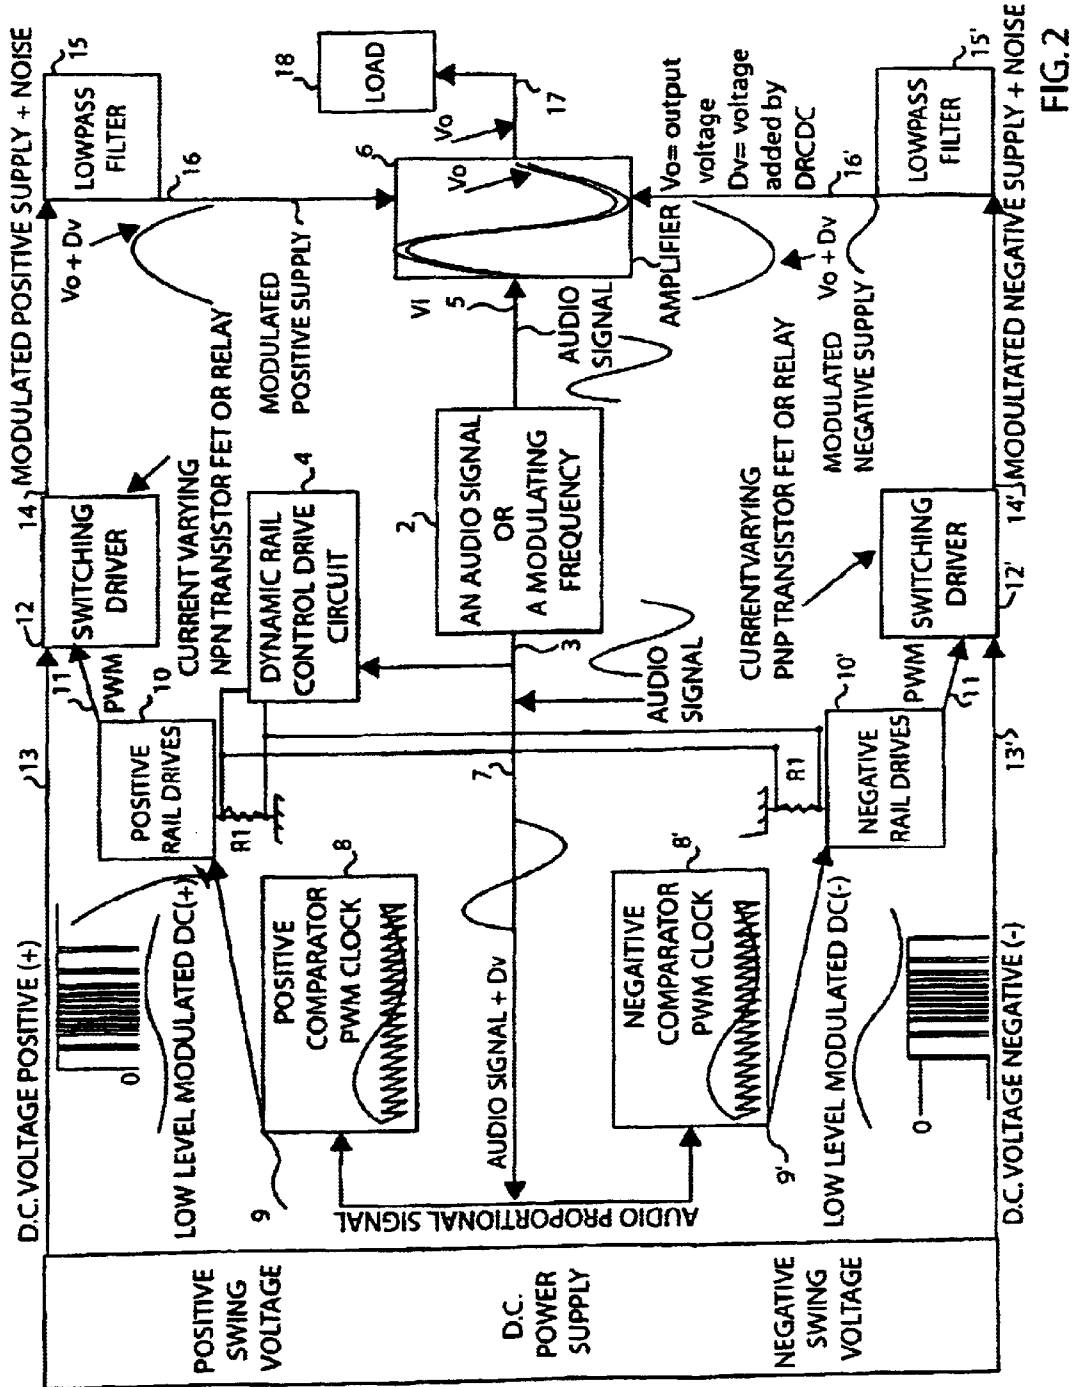 D.C. VOLTAGE POSITIVE (+)
13
12
14
MODULATED POSITIVE SUPPLY + NOISE
15
LOWPASS
FILTER
16
Vo + Dv
MODULATED
POSITIVE SUPPLY
SWITCHING
DRIVER
CURRENT VARYING
NPN TRANSISTOR FET OR RELAY
11
PWM
10
POSITIVE
RAIL DRIVES
R1
0
LOW LEVEL MODULATED DC(+)
9
POSITIVE
COMPARATOR
PWM CLOCK
8
DYNAMIC RAIL
CONTROL DRIVE
CIRCUIT
4
POSITIVE
SWING
VOLTAGE
D.C.
POWER
SUPPLY
NEGATIVE
SWING
VOLTAGE
AUDIO PROPORTIONAL SIGNAL
AUDIO SIGNAL + Dv
7
3
AUDIO
SIGNAL
2
AN AUDIO SIGNAL
OR
A MODULATING
FREQUENCY
AUDIO
SIGNAL
VI
5
6
Vo
AMPLIFIER
Vo
17
18
LOAD
Vo= output
voltage
Dv= voltage
added by
DRCDC
NEGAITIVE
COMPARATOR
PWM CLOCK
8'
9'
LOW LEVEL MODULATED DC(-)
0
R1
NEGATIVE
RAIL DRIVES
10'
PWM
11
CURRENTVARYING
PNP TRANSISTOR FET OR RELAY
SWITCHING
DRIVER
12'
MODULATED
NEGATIVE SUPPLY
Vo + Dv
16'
LOWPASS
FILTER
15'
D.C. VOLTAGE NEGATIVE (-)
13'
14'
MODULTATED NEGATIVE SUPPLY + NOISE
FIG. 2